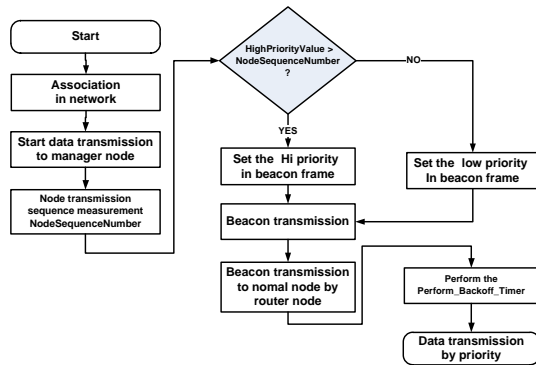 Start
Association
in network
Start data transmission
to manager node
Node transmission
sequence measurement
NodeSequenceNumber
HighPriorityValue >
NodeSequenceNumber
?
YES
NO
Set the Hi priority
in beacon frame
Set the low priority
In beacon frame
Beacon transmission
Beacon transmission
to nomal node by
router node
Perform the
Perform_Backoff_Timer
Data transmission
by priority